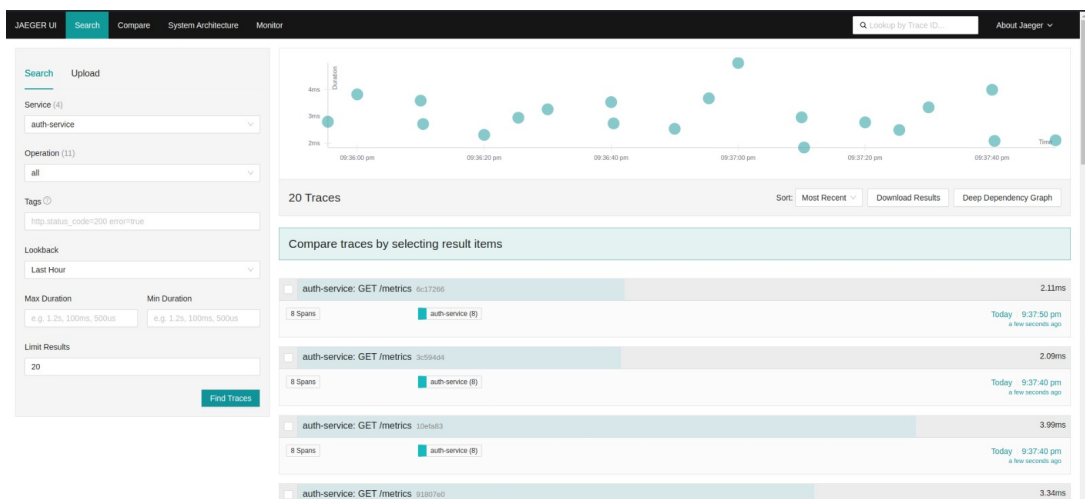 JAEGER UI Search Compare System Architecture Monitor Lookup by Trace ID... About Jaeger
Search Upload
Service (4)
auth-service
Operation (11)
all
Tags
http.status_code=200 error=true
Lookback
Last Hour
Max Duration Min Duration
e.g. 1.2s, 100ms, 500us e.g. 1.2s, 100ms, 500us
Limit Results
20
Find Traces
Duration
4ms
3ms
2ms
Time
09:36:00 pm 09:36:20 pm 09:36:40 pm 09:37:00 pm 09:37:20 pm 09:37:40 pm
20 Traces Sort: Most Recent Download Results Deep Dependency Graph
Compare traces by selecting result items
auth-service: GET /metrics 6c17266 2.11ms
8 Spans auth-service (8) Today 9:37:50 pm
a few seconds ago
auth-service: GET /metrics 3c594d4 2.09ms
8 Spans auth-service (8) Today 9:37:40 pm
a few seconds ago
auth-service: GET /metrics 10efa83 3.99ms
8 Spans auth-service (8) Today 9:37:40 pm
a few seconds ago
auth-service: GET /metrics 91807e0 3.34ms